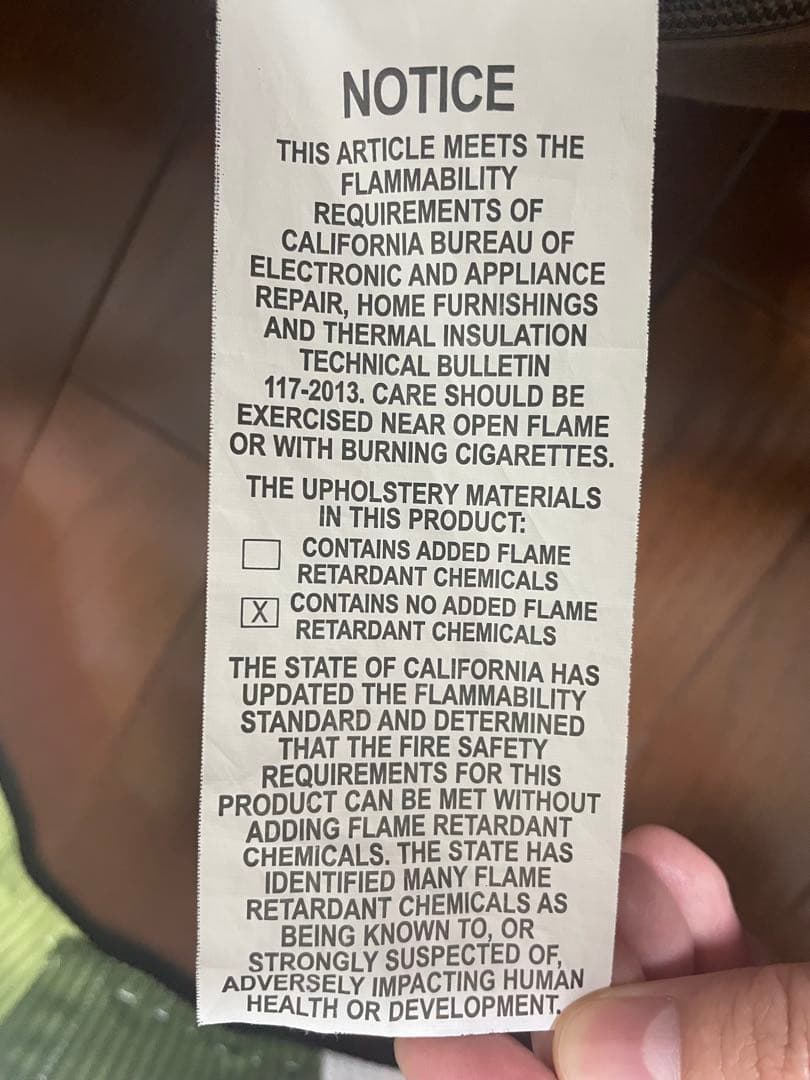 NOTICE
THIS ARTICLE MEETS THE
FLAMMABILITY
REQUIREMENTS OF
CALIFORNIA BUREAU OF
ELECTRONIC AND APPLIANCE
REPAIR, HOME FURNISHINGS
AND THERMAL INSULATION
TECHNICAL BULLETIN
117-2013. CARE SHOULD BE
EXERCISED NEAR OPEN FLAME
OR WITH BURNING CIGARETTES.
THE UPHOLSTERY MATERIALS
IN THIS PRODUCT:
CONTAINS ADDED FLAME
RETARDANT CHEMICALS
X CONTAINS NO ADDED FLAME
RETARDANT CHEMICALS
THE STATE OF CALIFORNIA HAS
UPDATED THE FLAMMABILITY
STANDARD AND DETERMINED
THAT THE FIRE SAFETY
REQUIREMENTS FOR THIS
PRODUCT CAN BE MET WITHOUT
ADDING FLAME RETARDANT
CHEMICALS. THE STATE HAS
IDENTIFIED MANY FLAME
RETARDANT CHEMICALS AS
BEING KNOWN TO, OR
STRONGLY SUSPECTED OF,
ADVERSELY IMPACTING HUMAN
HEALTH OR DEVELOPMENT.